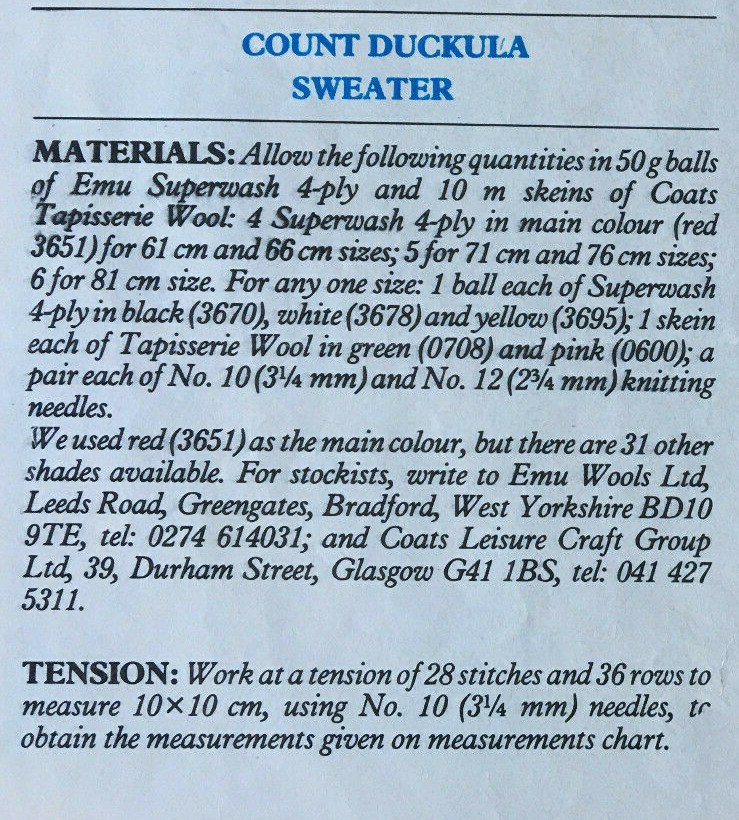 COUNT DUCKULA
SWEATER
MATERIALS: Allow the following quantities in 50 g balls
of Emu Superwash 4-ply and 10 m skeins of Coats
Tapisserie Wool: 4 Superwash 4-ply in main colour (red
3651) for 61 cm and 66 cm sizes; 5 for 71 cm and 76 cm sizes;
6 for 81 cm size. For any one size: 1 ball each of Superwash
4-ply in black (3670), white (3678) and yellow (3695); 1 skein
each of Tapisserie Wool in green (0708) and pink (0600); a
pair each of No. 10 (3¼ mm) and No. 12 (2¾ mm) knitting
needles.
We used red (3651) as the main colour, but there are 31 other
shades available. For stockists, write to Emu Wools Ltd,
Leeds Road, Greengates, Bradford, West Yorkshire BD10
9TE, tel: 0274 614031; and Coats Leisure Craft Group
Ltd, 39, Durham Street, Glasgow G41 1BS, tel: 041 427
5311.
TENSION: Work at a tension of 28 stitches and 36 rows to
measure 10×10 cm, using No. 10 (3¼ mm) needles, to
obtain the measurements given on measurements chart.